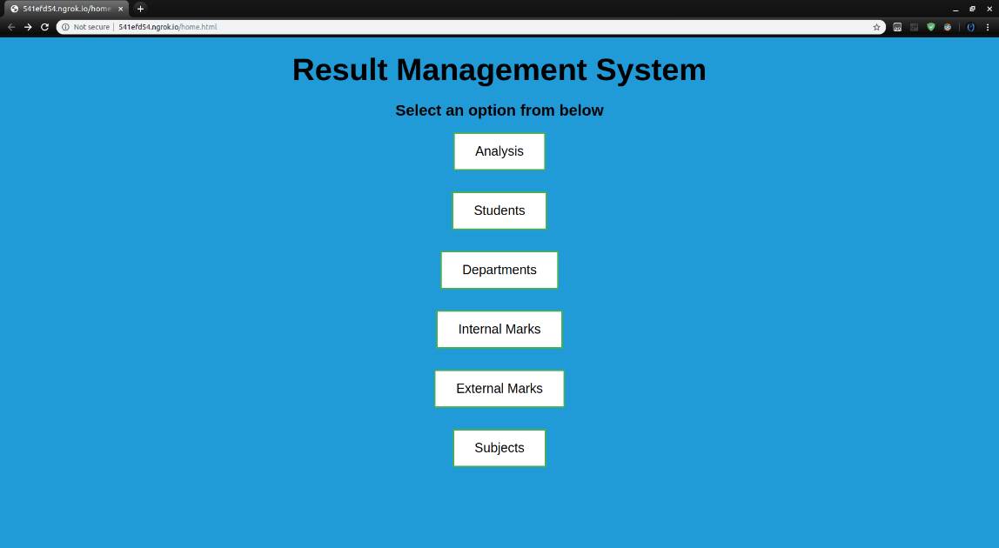 541efd54.ngrok.io/home
Not secure
541efd54.ngrok.io/home.html
Result Management System
Select an option from below
Analysis
Students
Departments
Internal Marks
External Marks
Subjects